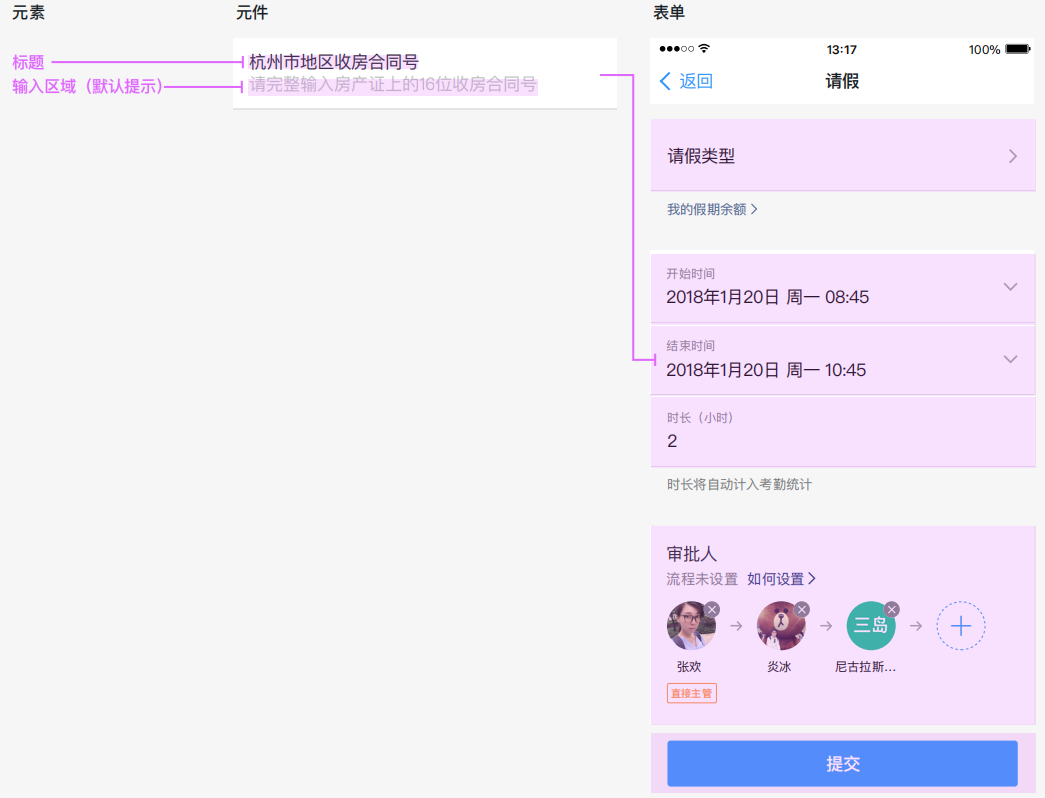 元素
元件
表单
标题
输入区域（默认提示）
杭州市地区收房合同号
请完整输入房产证上的16位收房合同号
13:17
100%
返回
请假
请假类型
我的假期余额
开始时间
2018年1月20日 周一 08:45
结束时间
2018年1月20日 周一 10:45
时长（小时）
2
时长将自动计入考勤统计
审批人
流程未设置 如何设置
三岛
张欢
炎冰
尼古拉斯...
直接主管
提交